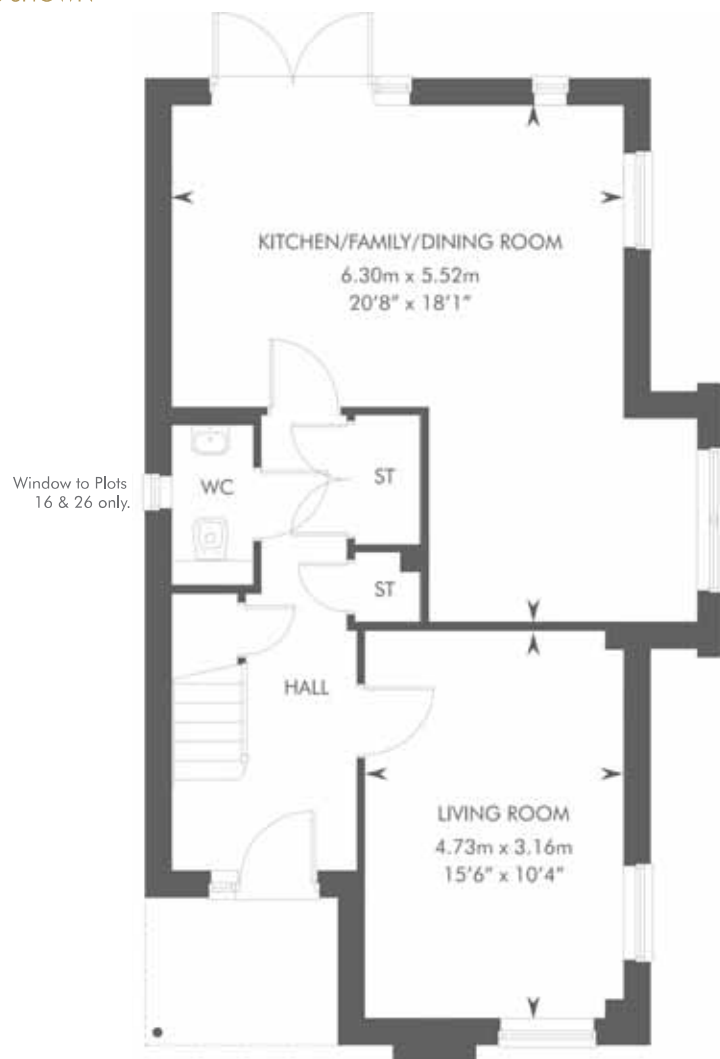 KITCHEN/FAMILY/DINING ROOM
6.30m x 5.52m
20'8" x 18'1"
Window to Plots
16 & 26 only.
WC
ST
ST
HALL
LIVING ROOM
4.73m x 3.16m
15'6" x 10'4"